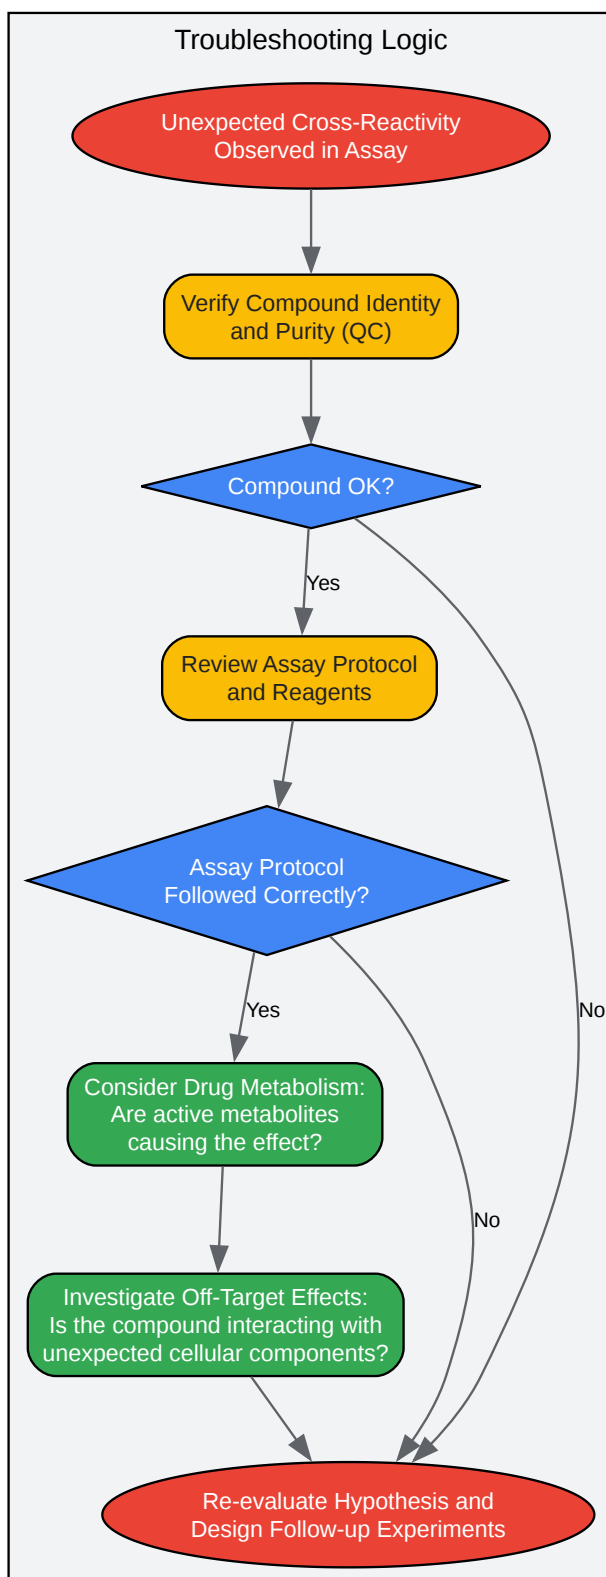 Troubleshooting Logic
Unexpected Cross-Reactivity
Observed in Assay
Verify Compound Identity
and Purity (QC)
Compound OK?
Yes
Review Assay Protocol
and Reagents
Assay Protocol
Followed Correctly?
Yes
No
Consider Drug Metabolism:
Are active metabolites
causing the effect?
No
Investigate Off-Target Effects:
Is the compound interacting with
unexpected cellular components?
Re-evaluate Hypothesis and
Design Follow-up Experiments